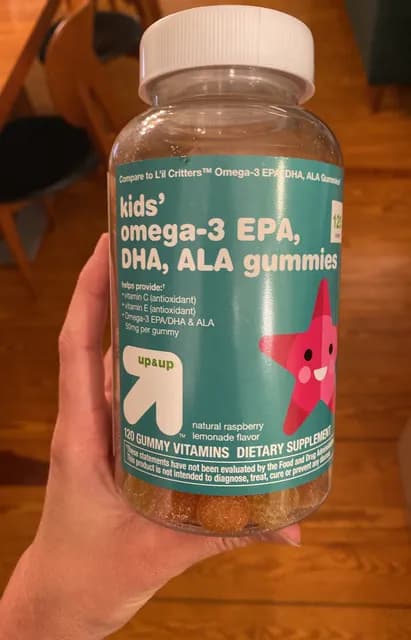 Compare to L'il Critters™ Omega-3 EPA, DHA, ALA Gummies
kids'
omega-3 EPA,
DHA, ALA gummies
120
helps provide:†
• vitamin C (antioxidant)
• vitamin E (antioxidant)
• Omega-3 EPA/DHA & ALA
50mg per gummy
up&up
™
natural raspberry
lemonade flavor
120 GUMMY VITAMINS DIETARY SUPPLEMENT
†These statements have not been evaluated by the Food and Drug
This product is not intended to diagnose, treat, cure or prevent any